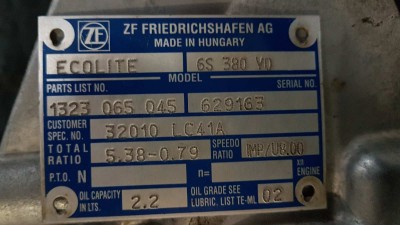 ZF ZF FRIEDRICHSHAFEN AG
MADE IN HUNGARY
ECOLITE 6S 380 VO
MODEL
PARTS LIST NO. SERIAL NO.
1323 065 045 629163
CUSTOMER SPEC. NO. 32010 LC41A
TOTAL RATIO 5.38-0.79 SPEEDO RATIO IMP/U8.00
P.T.O. N n= x ENGINE
OIL CAPACITY IN LTS. 2.2 OIL GRADE SEE LUBRIC. LIST TE-ML 02